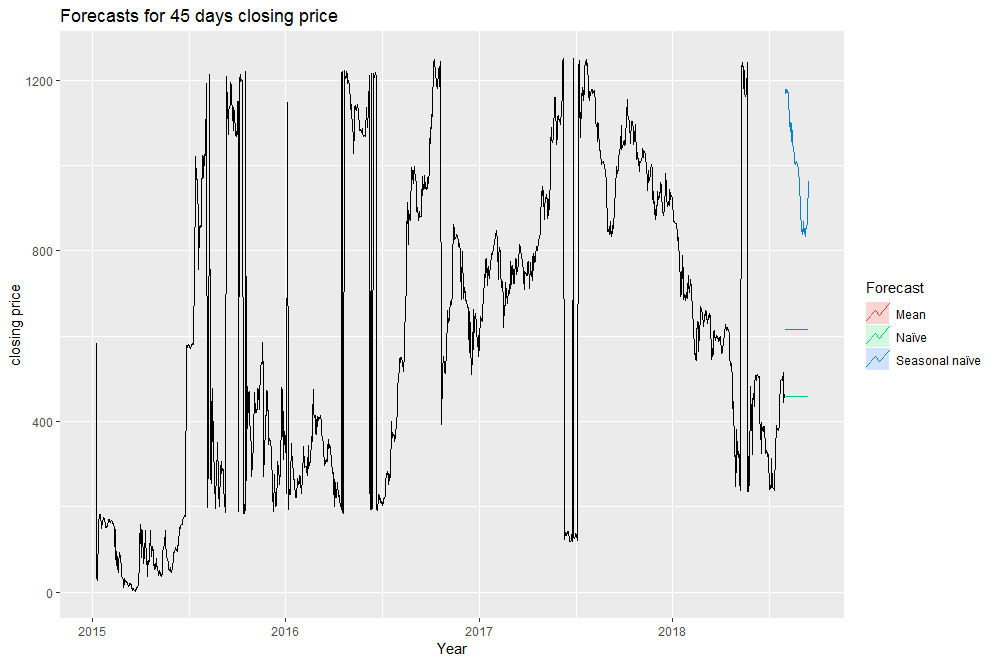 Forecasts for 45 days closing price
closing price
1200
800
400
0
2015 2016 2017 2018
Year
Forecast
Mean
Naïve
Seasonal naïve